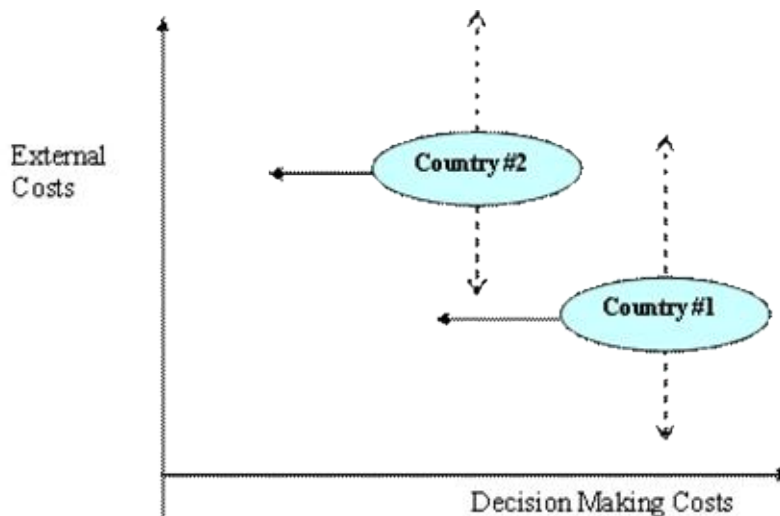 External
Costs
Country #2
Country #1
Decision Making Costs